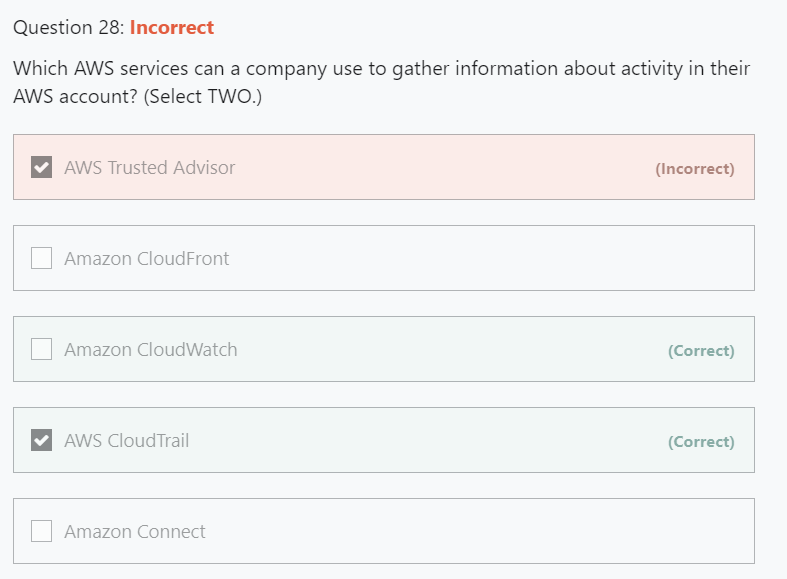 Question 28: Incorrect
Which AWS services can a company use to gather information about activity in their
AWS account? (Select TWO.)
AWS Trusted Advisor (Incorrect)
Amazon CloudFront
Amazon CloudWatch (Correct)
AWS CloudTrail (Correct)
Amazon Connect